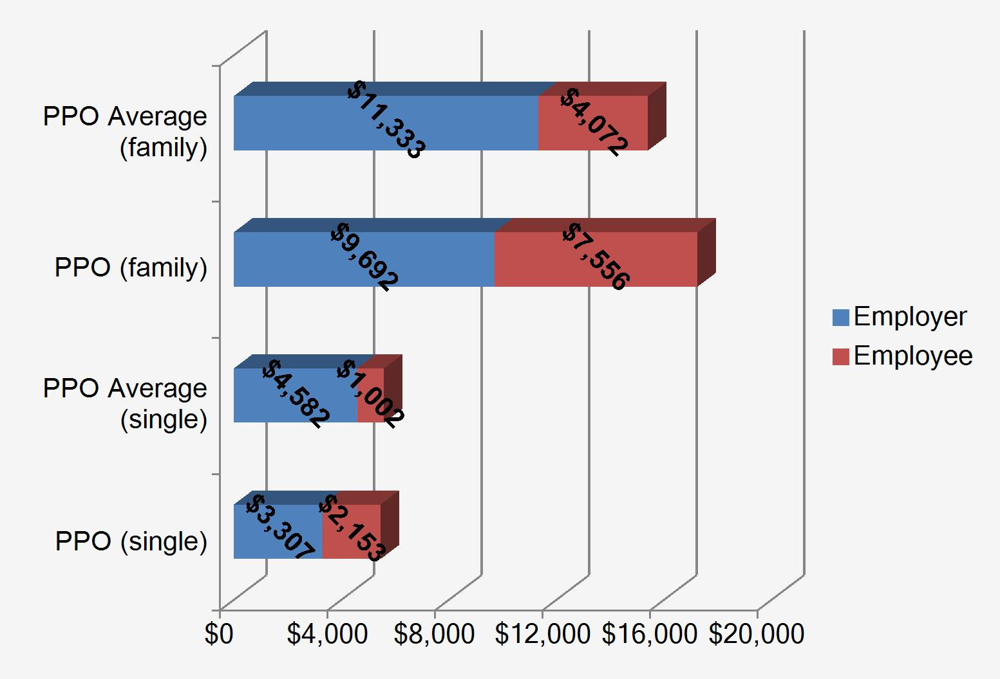 PPO Average
(family)
$11,333
$4,072
PPO (family)
$9,692
$7,556
PPO Average
(single)
$4,582
$1,002
PPO (single)
$3,307
$2,153
$0 $4,000 $8,000 $12,000 $16,000 $20,000
Employer
Employee